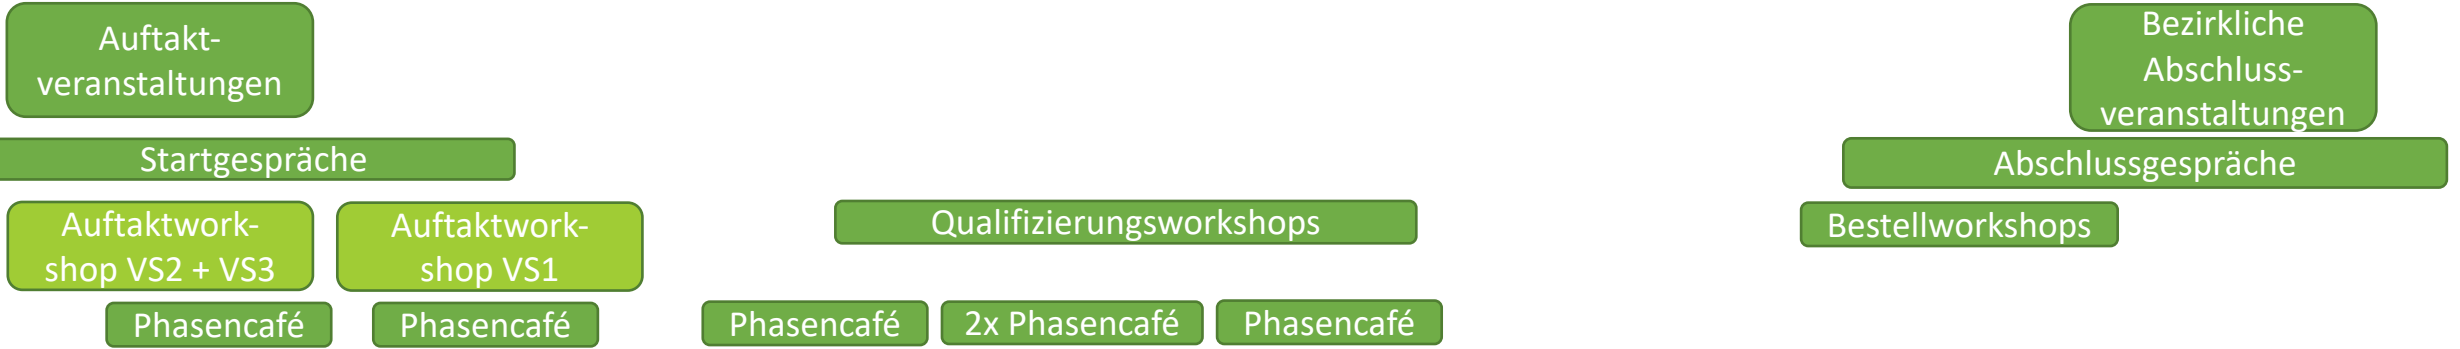 Auftakt-
veranstaltungen
Bezirkliche
Abschluss-
veranstaltungen
Startgespräche
Abschlussgespräche
Auftaktwork-
shop VS2 + VS3
Auftaktwork-
shop VS1
Qualifizierungsworkshops
Bestellworkshops
Phasencafé
Phasencafé
Phasencafé
2x Phasencafé
Phasencafé